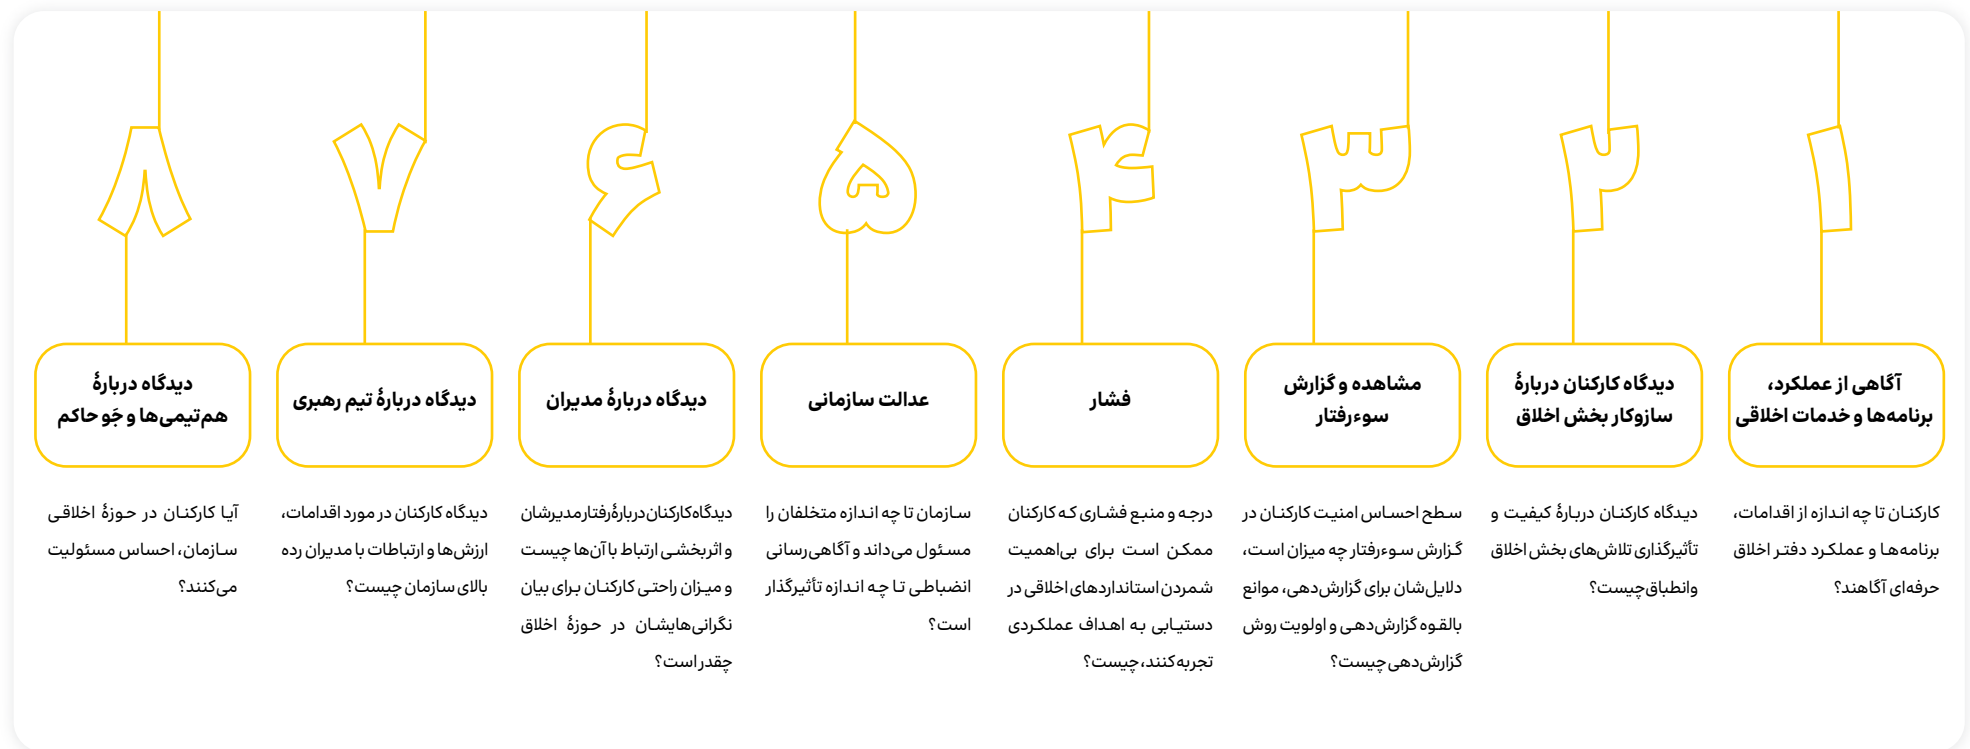 ۱
آگاهی از عملکرد،
برنامه‌ها و خدمات اخلاقی
کارکنان تا چه اندازه از اقدامات،
برنامه‌ها و عملکرد دفتر اخلاق
حرفه‌ای آگاهند؟
۲
دیدگاه کارکنان دربارهٔ
سازوکار بخش اخلاق
دیدگاه کارکنان دربارهٔ کیفیت و
تأثیرگذاری تلاش‌های بخش اخلاق
وانطباق چیست؟
۳
مشاهده و گزارش
سوء‌رفتار
سطح احساس امنیت کارکنان در
گزارش سوء‌رفتار چه میزان است،
دلایل‌شان برای گزارش‌دهی، موانع
بالقوه گزارش‌دهی و اولویت روش
گزارش‌دهی چیست؟
۴
فشار
درجه و منبع فشاری که کارکنان
ممکن است برای بی‌اهمیت
شمردن استانداردهای اخلاقی در
دستیابی به اهداف عملکردی
تجربه کنند، چیست؟
۵
عدالت سازمانی
سازمان تا چه اندازه متخلفان را
مسئول می‌داند و آگاهی‌رسانی
انضباطی تا چه اندازه تأثیرگذار
است؟
۶
دیدگاه دربارهٔ مدیران
دیدگاه کارکنان دربارهٔ رفتار مدیرشان
و اثربخشی ارتباط با آن‌ها چیست
و میزان راحتی کارکنان برای بیان
نگرانی‌هایشان در حوزهٔ اخلاق
چقدر است؟
۷
دیدگاه دربارهٔ تیم رهبری
دیدگاه کارکنان در مورد اقدامات،
ارزش‌ها و ارتباطات با مدیران رده
بالای سازمان چیست؟
۸
دیدگاه دربارهٔ
هم‌تیمی‌ها و جَو حاکم
آیا کارکنان در حوزهٔ اخلاقی
سازمان، احساس مسئولیت
می‌کنند؟